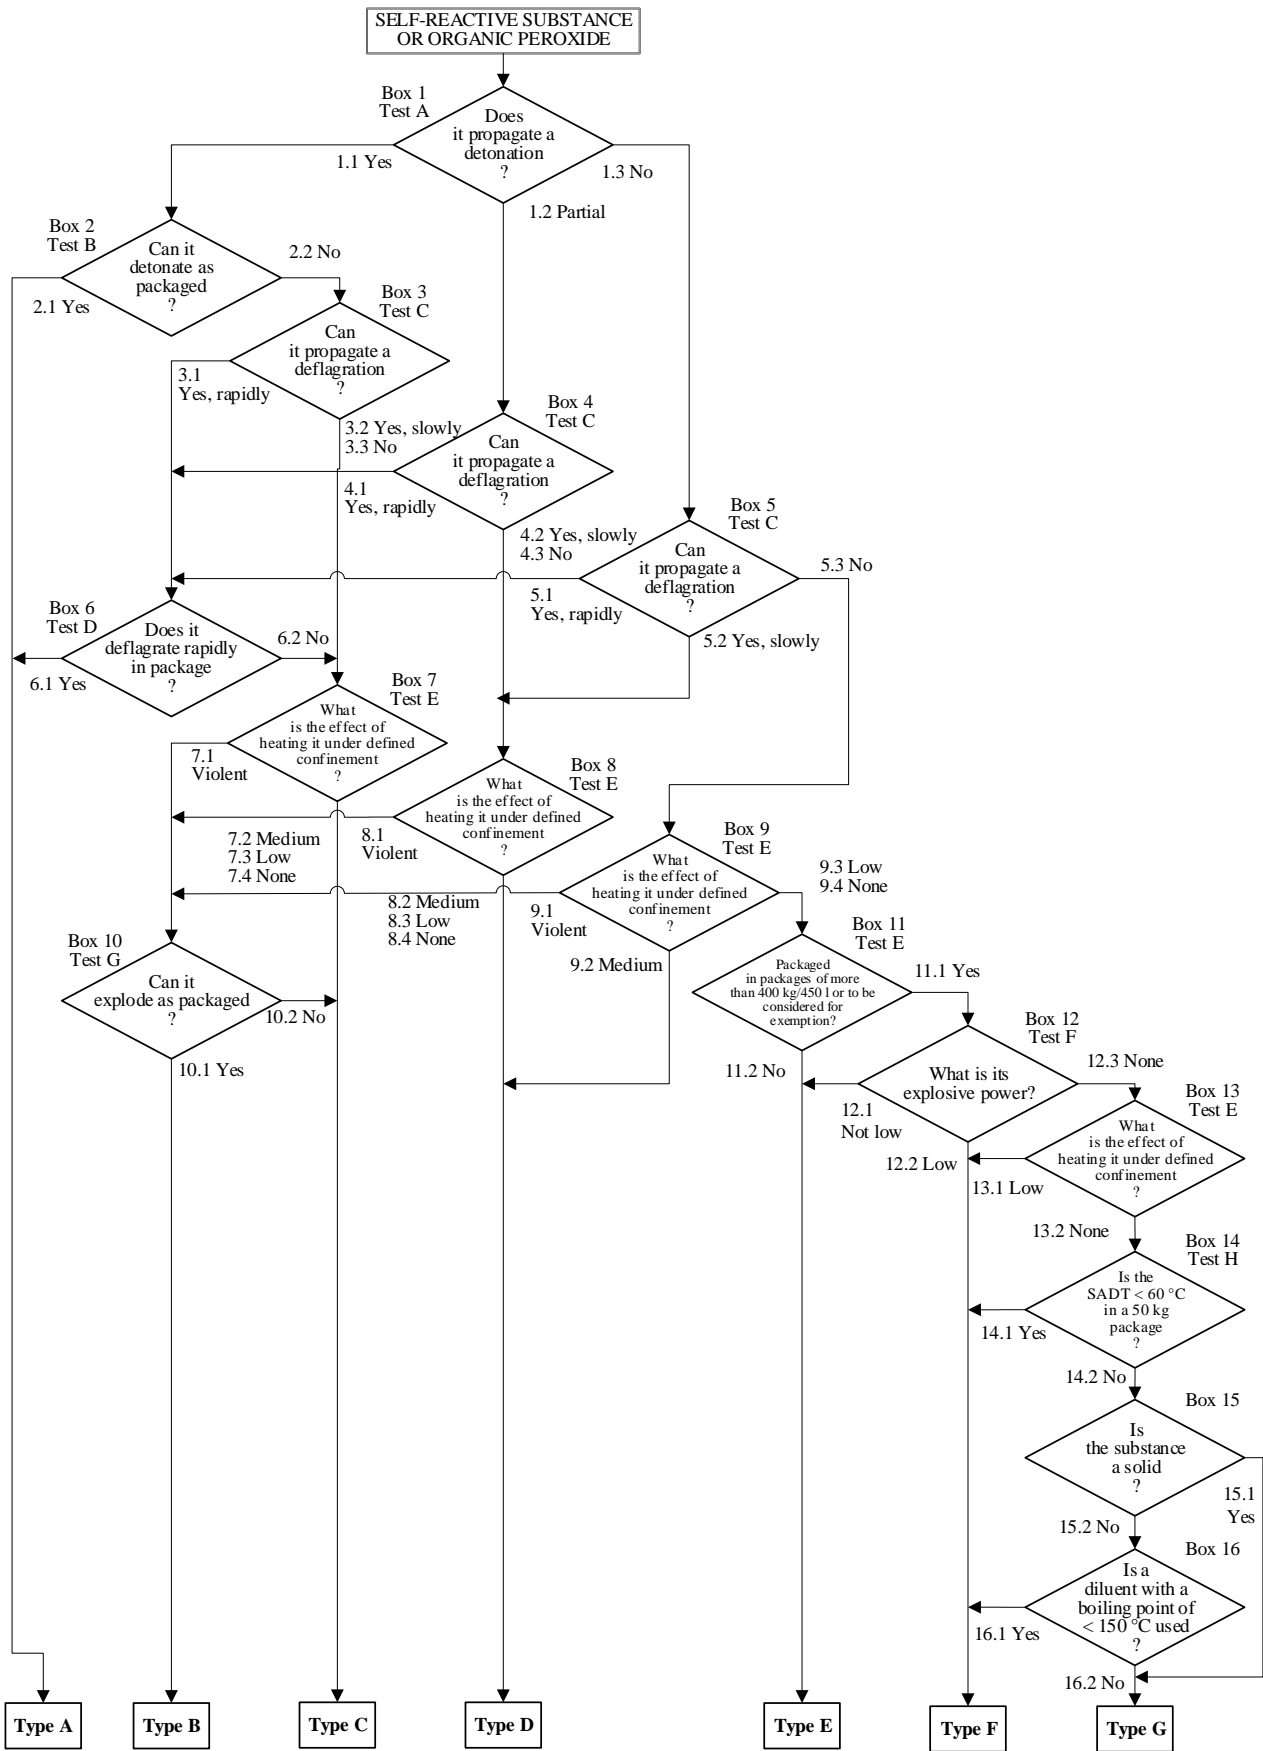 SELF-REACTIVE SUBSTANCE
OR ORGANIC PEROXIDE
Box 1
Test A
Does
it propagate a
detonation
?
1.1 Yes
1.3 No
1.2 Partial
Box 2
Test B
Can it
detonate as
packaged
?
2.2 No
2.1 Yes
Box 3
Test C
Can
it propagate a
deflagration
?
3.1
Yes, rapidly
3.2 Yes, slowly
3.3 No
Box 4
Test C
Can
it propagate a
deflagration
?
4.1
Yes, rapidly
4.2 Yes, slowly
4.3 No
Box 5
Test C
Can
it propagate a
deflagration
?
5.3 No
5.1
Yes, rapidly
5.2 Yes, slowly
Box 6
Test D
Does it
deflagrate rapidly
in package
?
6.2 No
6.1 Yes
Box 7
Test E
What
is the effect of
heating it under defined
confinement
?
7.1
Violent
7.2 Medium
7.3 Low
7.4 None
Box 8
Test E
What
is the effect of
heating it under defined
confinement
?
8.1
Violent
8.2 Medium
8.3 Low
8.4 None
Box 9
Test E
What
is the effect of
heating it under defined
confinement
?
9.3 Low
9.4 None
9.1
Violent
9.2 Medium
Box 10
Test G
Can it
explode as packaged
?
10.2 No
10.1 Yes
Box 11
Test E
Packaged
in packages of more
than 400 kg/450 l or to be
considered for
exemption?
11.1 Yes
11.2 No
Box 12
Test F
What is its
explosive power?
12.3 None
12.1
Not low
12.2 Low
Box 13
Test E
What
is the effect of
heating it under defined
confinement
?
13.1 Low
13.2 None
Box 14
Test H
Is the
SADT < 60 °C
in a 50 kg
package
?
14.1 Yes
14.2 No
Box 15
Is
the substance
a solid
?
15.1
Yes
15.2 No
Box 16
Is a
diluent with a
boiling point of
< 150 °C used
?
16.1 Yes
16.2 No
Type A
Type B
Type C
Type D
Type E
Type F
Type G